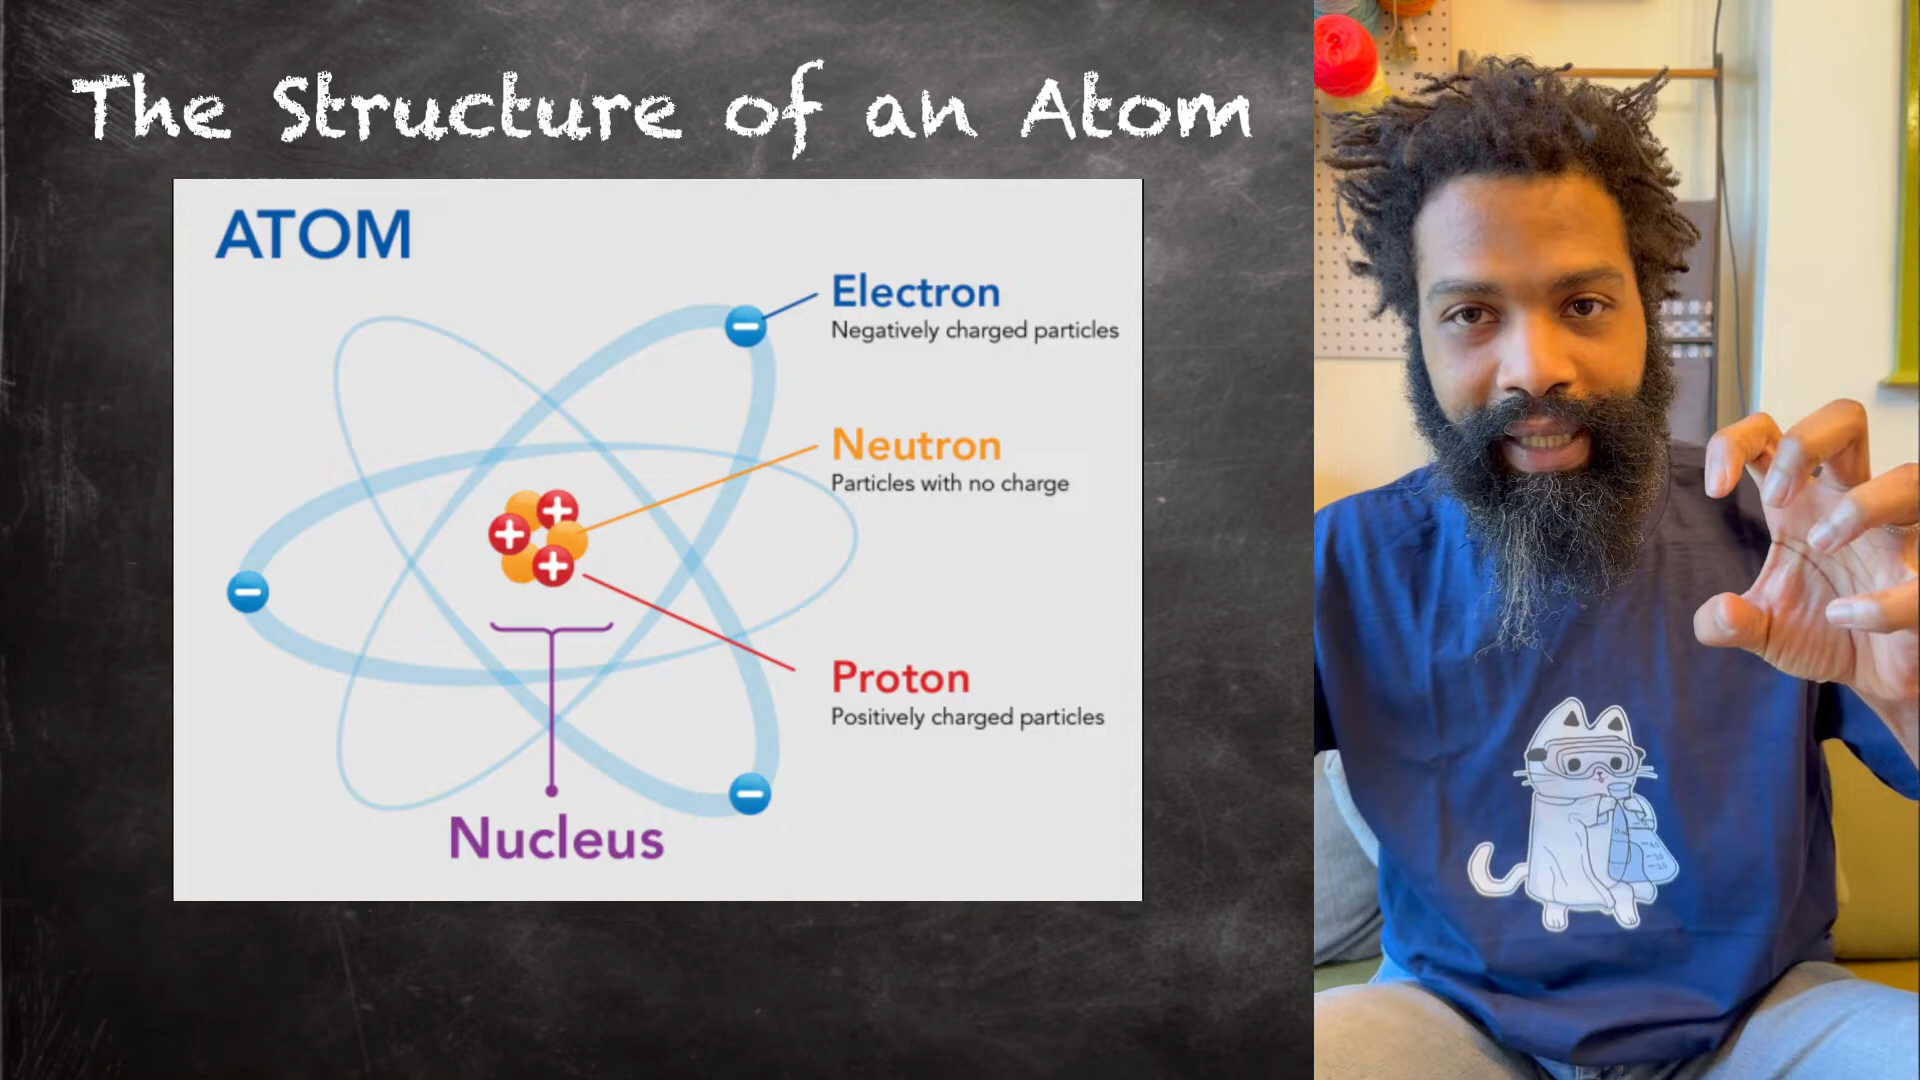 The Structure of an Atom
ATOM
Electron
Negatively charged particles
Neutron
Particles with no charge
Proton
Positively charged particles
Nucleus